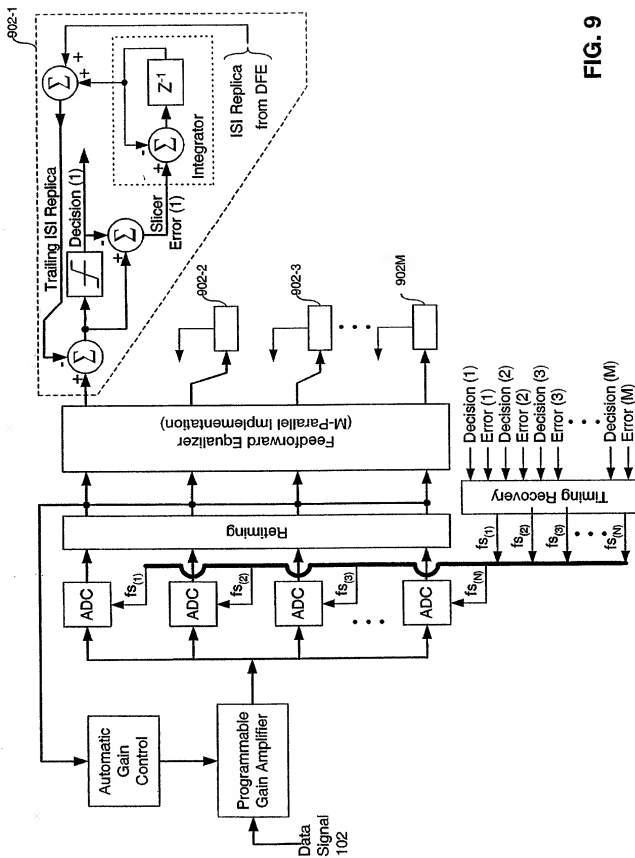 902-1
Σ
+
+
Z⁻¹
Σ
-
+
Integrator
ISI Replica
from DFE
Trailing ISI Replica
Decision (1)
-
Σ
+
Slicer
Error (1)
-
Σ
+
902-2
902-3
902M
Feedforward Equalizer
(M-Parallel Implementation)
Retiming
ADC
ADC
ADC
ADC
fs(1)
fs(2)
fs(3)
fs(N)
Automatic
Gain
Control
Programmable
Gain Amplifier
Data
Signal
102
Decision (1)
Error (1)
Decision (2)
Error (2)
Decision (3)
Error (3)
Decision (M)
Error (M)
Timing Recovery
fs(1)
fs(2)
fs(3)
fs(N)
FIG. 9